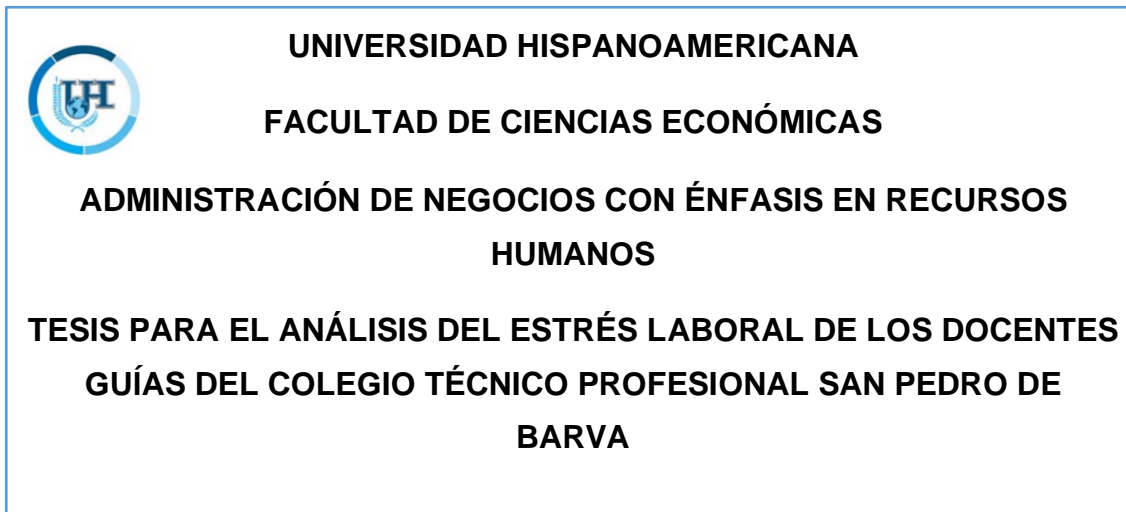 UH
UNIVERSIDAD HISPANOAMERICANA
FACULTAD DE CIENCIAS ECONÓMICAS
ADMINISTRACIÓN DE NEGOCIOS CON ÉNFASIS EN RECURSOS
HUMANOS
TESIS PARA EL ANÁLISIS DEL ESTRÉS LABORAL DE LOS DOCENTES
GUÍAS DEL COLEGIO TÉCNICO PROFESIONAL SAN PEDRO DE
BARVA